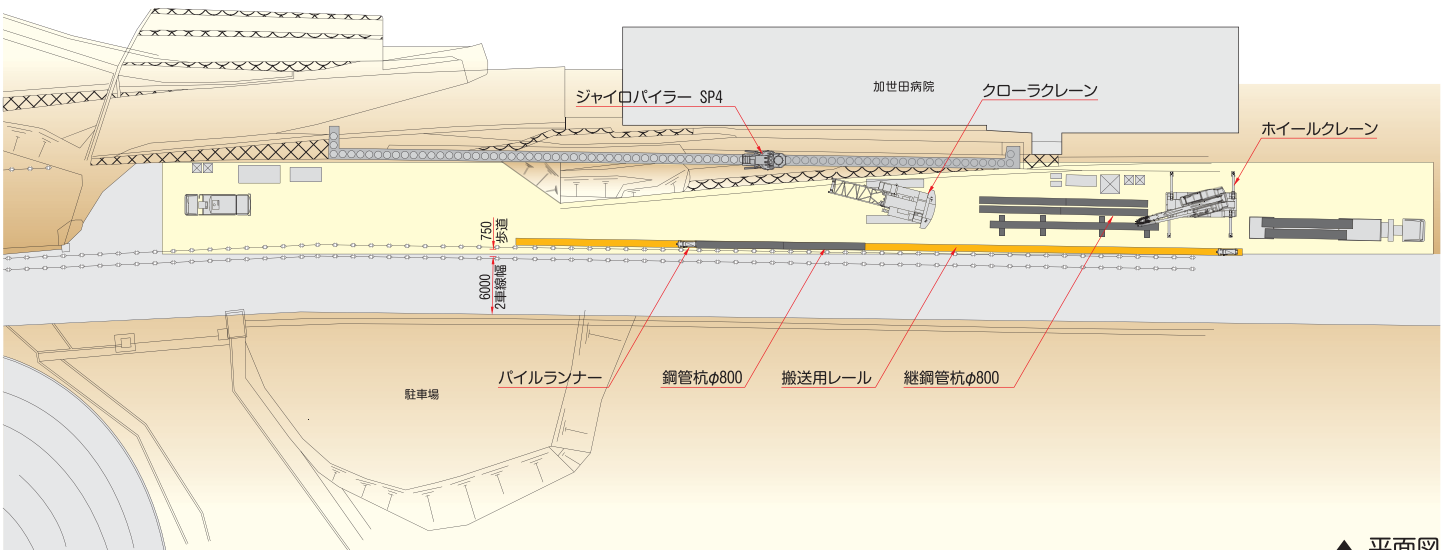 加世田病院
ジャイロパイラー SP4
クローラクレーン
ホイールクレーン
750
歩道
6000
2車線幅
パイルランナー
鋼管杭φ800
搬送用レール
継鋼管杭φ800
駐車場
▲ 平面図